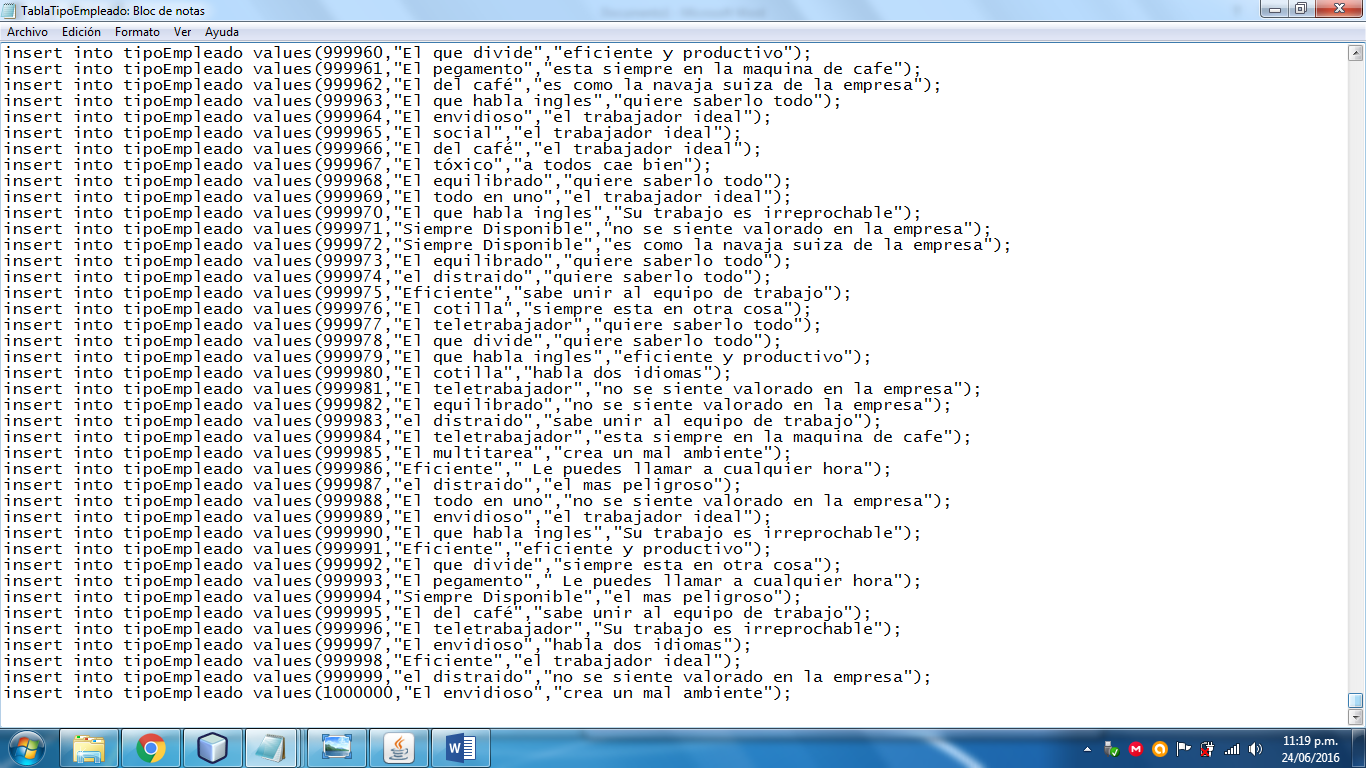 TablaTipoEmpleado: Bloc de notas
Archivo Edición Formato Ver Ayuda
insert into tipoEmpleado values(999960,"El que divide","eficiente y productivo");
insert into tipoEmpleado values(999961,"El pegamento","esta siempre en la maquina de cafe");
insert into tipoEmpleado values(999962,"El del café","es como la navaja suiza de la empresa");
insert into tipoEmpleado values(999963,"El que habla ingles","quiere saberlo todo");
insert into tipoEmpleado values(999964,"El envidioso","el trabajador ideal");
insert into tipoEmpleado values(999965,"El social","el trabajador ideal");
insert into tipoEmpleado values(999966,"El del café","el trabajador ideal");
insert into tipoEmpleado values(999967,"El tóxico","a todos cae bien");
insert into tipoEmpleado values(999968,"El equilibrado","quiere saberlo todo");
insert into tipoEmpleado values(999969,"El todo en uno","el trabajador ideal");
insert into tipoEmpleado values(999970,"El que habla ingles","Su trabajo es irreprochable");
insert into tipoEmpleado values(999971,"Siempre Disponible","no se siente valorado en la empresa");
insert into tipoEmpleado values(999972,"Siempre Disponible","es como la navaja suiza de la empresa");
insert into tipoEmpleado values(999973,"El equilibrado","quiere saberlo todo");
insert into tipoEmpleado values(999974,"el distraido","quiere saberlo todo");
insert into tipoEmpleado values(999975,"Eficiente","sabe unir al equipo de trabajo");
insert into tipoEmpleado values(999976,"El cotilla","siempre esta en otra cosa");
insert into tipoEmpleado values(999977,"El teletrabajador","quiere saberlo todo");
insert into tipoEmpleado values(999978,"El que divide","quiere saberlo todo");
insert into tipoEmpleado values(999979,"El que habla ingles","eficiente y productivo");
insert into tipoEmpleado values(999980,"El cotilla","habla dos idiomas");
insert into tipoEmpleado values(999981,"El teletrabajador","no se siente valorado en la empresa");
insert into tipoEmpleado values(999982,"El equilibrado","no se siente valorado en la empresa");
insert into tipoEmpleado values(999983,"el distraido","sabe unir al equipo de trabajo");
insert into tipoEmpleado values(999984,"El teletrabajador","esta siempre en la maquina de cafe");
insert into tipoEmpleado values(999985,"El multitarea","crea un mal ambiente");
insert into tipoEmpleado values(999986,"Eficiente"," Le puedes llamar a cualquier hora");
insert into tipoEmpleado values(999987,"el distraido","el mas peligroso");
insert into tipoEmpleado values(999988,"El todo en uno","no se siente valorado en la empresa");
insert into tipoEmpleado values(999989,"El envidioso","el trabajador ideal");
insert into tipoEmpleado values(999990,"El que habla ingles","Su trabajo es irreprochable");
insert into tipoEmpleado values(999991,"Eficiente","eficiente y productivo");
insert into tipoEmpleado values(999992,"El que divide","siempre esta en otra cosa");
insert into tipoEmpleado values(999993,"El pegamento"," Le puedes llamar a cualquier hora");
insert into tipoEmpleado values(999994,"Siempre Disponible","el mas peligroso");
insert into tipoEmpleado values(999995,"El del café","sabe unir al equipo de trabajo");
insert into tipoEmpleado values(999996,"El teletrabajador","Su trabajo es irreprochable");
insert into tipoEmpleado values(999997,"El envidioso","habla dos idiomas");
insert into tipoEmpleado values(999998,"Eficiente","el trabajador ideal");
insert into tipoEmpleado values(999999,"el distraido","no se siente valorado en la empresa");
insert into tipoEmpleado values(1000000,"El envidioso","crea un mal ambiente");
11:19 p.m.
24/06/2016